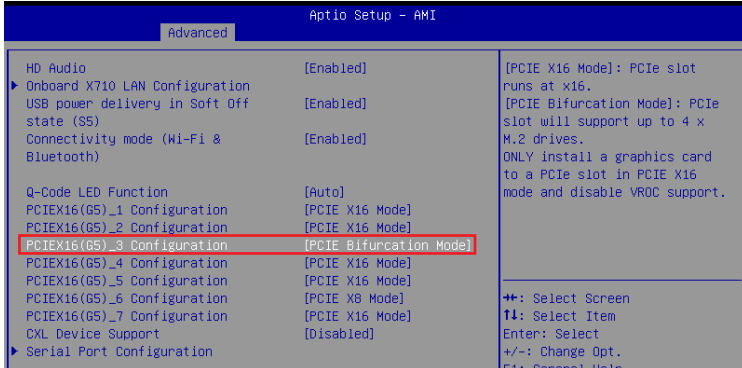 Aptio Setup – AMI
Advanced
HD Audio [Enabled]
Onboard X710 LAN Configuration
USB power delivery in Soft Off [Enabled]
state (S5)
Connectivity mode (Wi-Fi & [Enabled]
Bluetooth)
Q-Code LED Function [Auto]
PCIEX16(G5)_1 Configuration [PCIE X16 Mode]
PCIEX16(G5)_2 Configuration [PCIE X16 Mode]
PCIEX16(G5)_3 Configuration [PCIE Bifurcation Mode]
PCIEX16(G5)_4 Configuration [PCIE X16 Mode]
PCIEX16(G5)_5 Configuration [PCIE X16 Mode]
PCIEX16(G5)_6 Configuration [PCIE X8 Mode]
PCIEX16(G5)_7 Configuration [PCIE X16 Mode]
CXL Device Support [Disabled]
Serial Port Configuration
[PCIE X16 Mode]: PCIe slot
runs at x16.
[PCIE Bifurcation Mode]: PCIe
slot will support up to 4 x
M.2 drives.
ONLY install a graphics card
to a PCIe slot in PCIE X16
mode and disable VROC support.
→←: Select Screen
↑↓: Select Item
Enter: Select
+/-: Change Opt.
F1: General Help